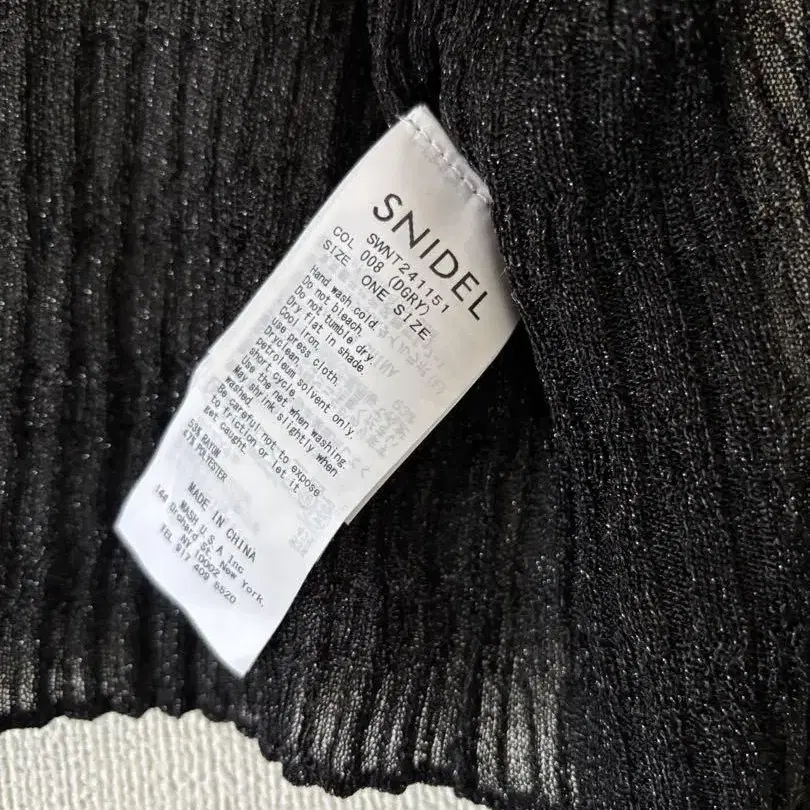 SNIDEL
SWNT241151
COL 008 (DGRY)
SIZE ONE SIZE
Hand wash cold.
Do not bleach.
Do not tumble dry.
Dry flat in shade.
Cool iron.
use press cloth.
Dryclean.
petroleum solvent only.
short cycle.
Use the net when washing.
May shrink slightly when
washed.
Be careful not to expose
to friction or let it
get caught.
53% RAYON
47% POLYESTER
MADE IN CHINA
MASH U.S.A Inc
144 Orchard St. New York.
NY 10002
TEL 917 409 5520